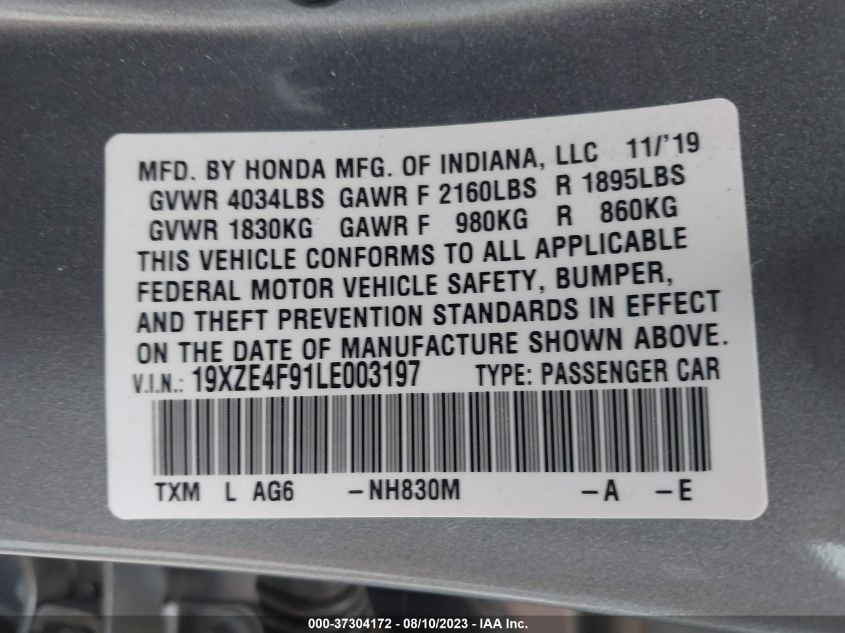 MFD. BY HONDA MFG. OF INDIANA, LLC 11/'19
GVWR 4034LBS GAWR F 2160LBS R 1895LBS
GVWR 1830KG GAWR F 980KG R 860KG
THIS VEHICLE CONFORMS TO ALL APPLICABLE
FEDERAL MOTOR VEHICLE SAFETY, BUMPER,
AND THEFT PREVENTION STANDARDS IN EFFECT
ON THE DATE OF MANUFACTURE SHOWN ABOVE.
V.I.N.: 19XZE4F91LE003197 TYPE: PASSENGER CAR
TXM L AG6 -NH830M -A -E
000-37304172 - 08/10/2023 - IAA Inc.